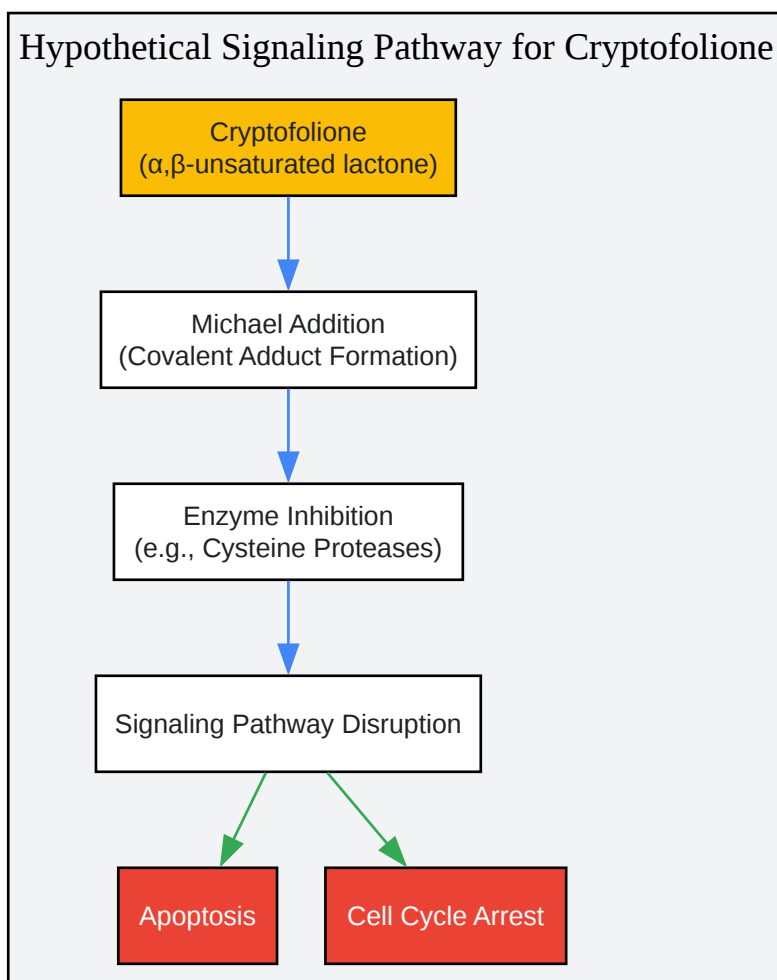 Hypothetical Signaling Pathway for Cryptofolione
Cryptofolione
(α,β-unsaturated lactone)
Michael Addition
(Covalent Adduct Formation)
Enzyme Inhibition
(e.g., Cysteine Proteases)
Signaling Pathway Disruption
Apoptosis
Cell Cycle Arrest